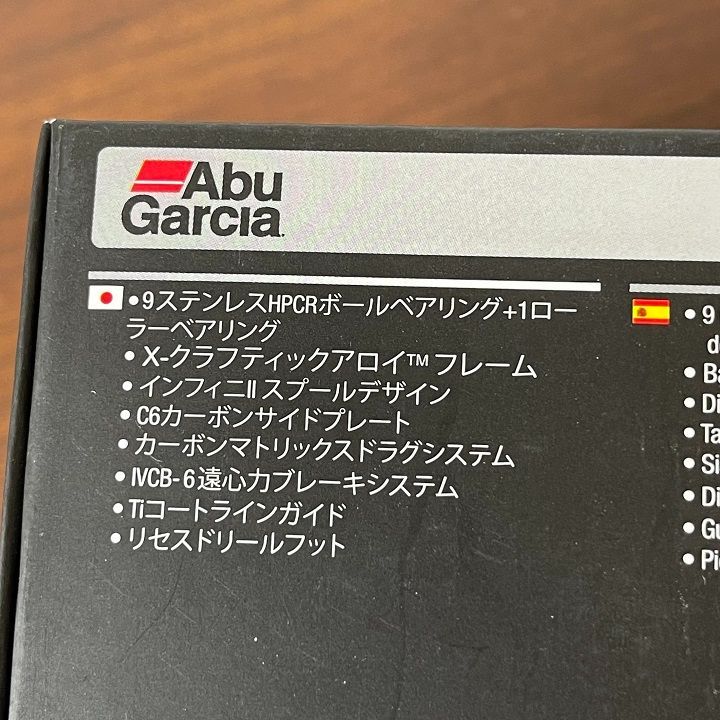 Abu
Garcia
•9ステンレスHPCRボールベアリング+1ロー
ラーベアリング
•X-クラフティックアロイ™フレーム
•インフィニII スプールデザイン
•C6カーボンサイドプレート
•カーボンマトリックスドラグシステム
•IVCB-6遠心力ブレーキシステム
•Tiコートラインガイド
•リセスドリールフット
•9
d
•Ba
•Di
•Ta
•Si
•Di
•Gu
•Pi